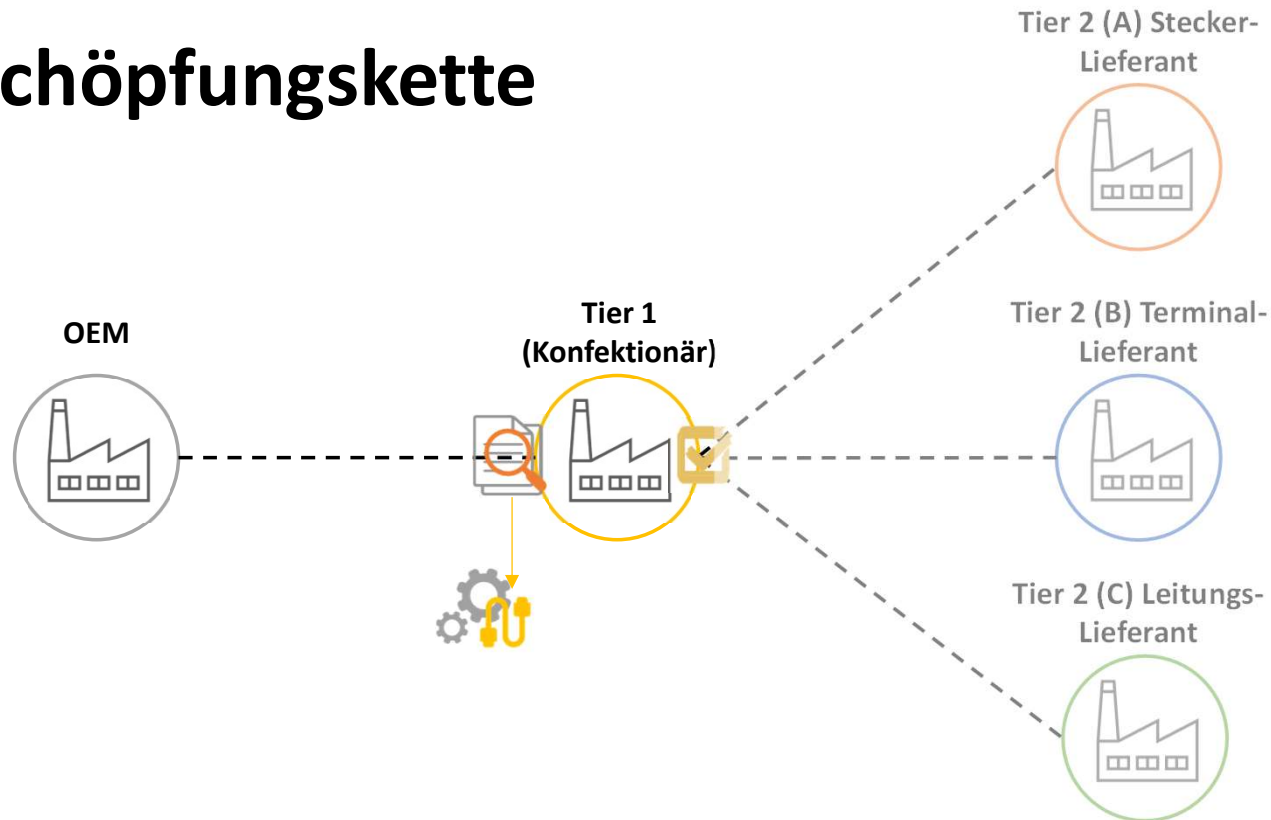 chöpfungskette
Tier 2 (A) Stecker-
Lieferant
OEM
Tier 1
(Konfektionär)
Tier 2 (B) Terminal-
Lieferant
Tier 2 (C) Leitungs-
Lieferant